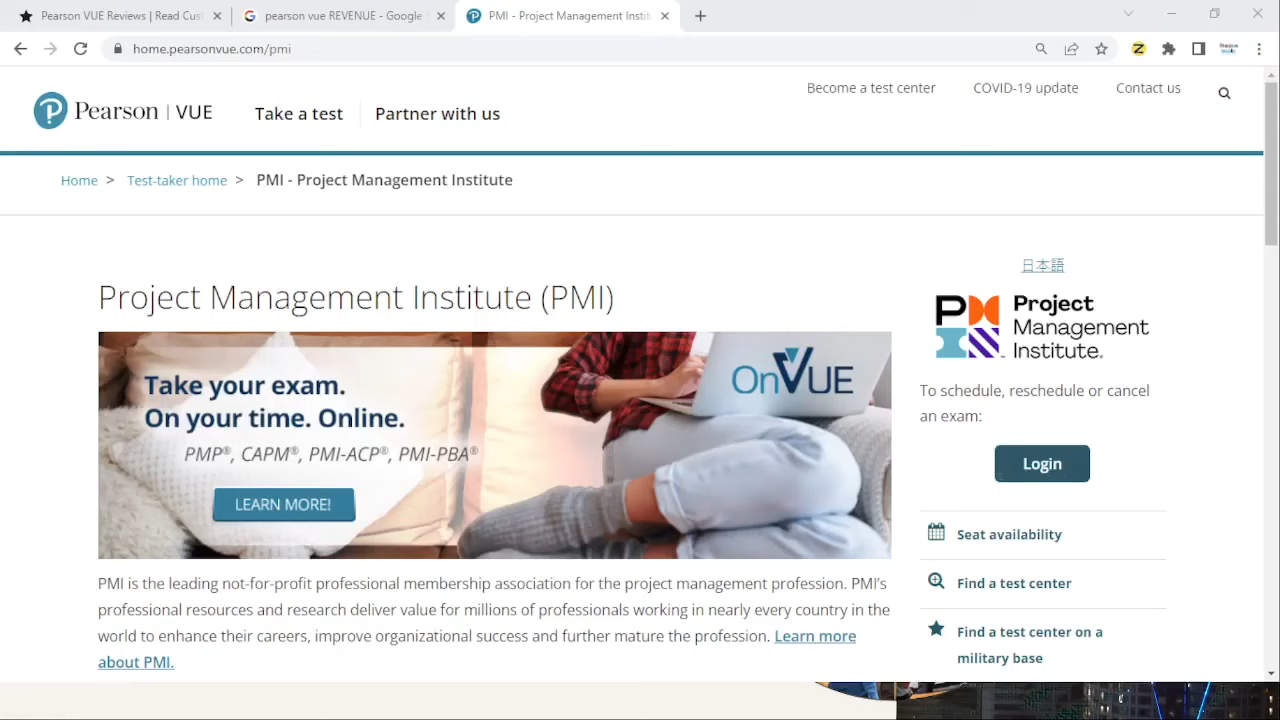 Pearson VUE Reviews | Read Cust
pearson vue REVENUE - Google
PMI - Project Management Instit
home.pearsonvue.com/pmi
Become a test center
COVID-19 update
Contact us
Pearson | VUE
Take a test
Partner with us
Home > Test-taker home > PMI - Project Management Institute
Project Management Institute (PMI)
Take your exam.
On your time. Online.
PMP®, CAPM®, PMI-ACP®, PMI-PBA®
LEARN MORE!
OnVUE
PMI is the leading not-for-profit professional membership association for the project management profession. PMI's
professional resources and research deliver value for millions of professionals working in nearly every country in the
world to enhance their careers, improve organizational success and further mature the profession. Learn more
about PMI.
日本語
Project
Management
Institute.
To schedule, reschedule or cancel
an exam:
Login
Seat availability
Find a test center
Find a test center on a
military base